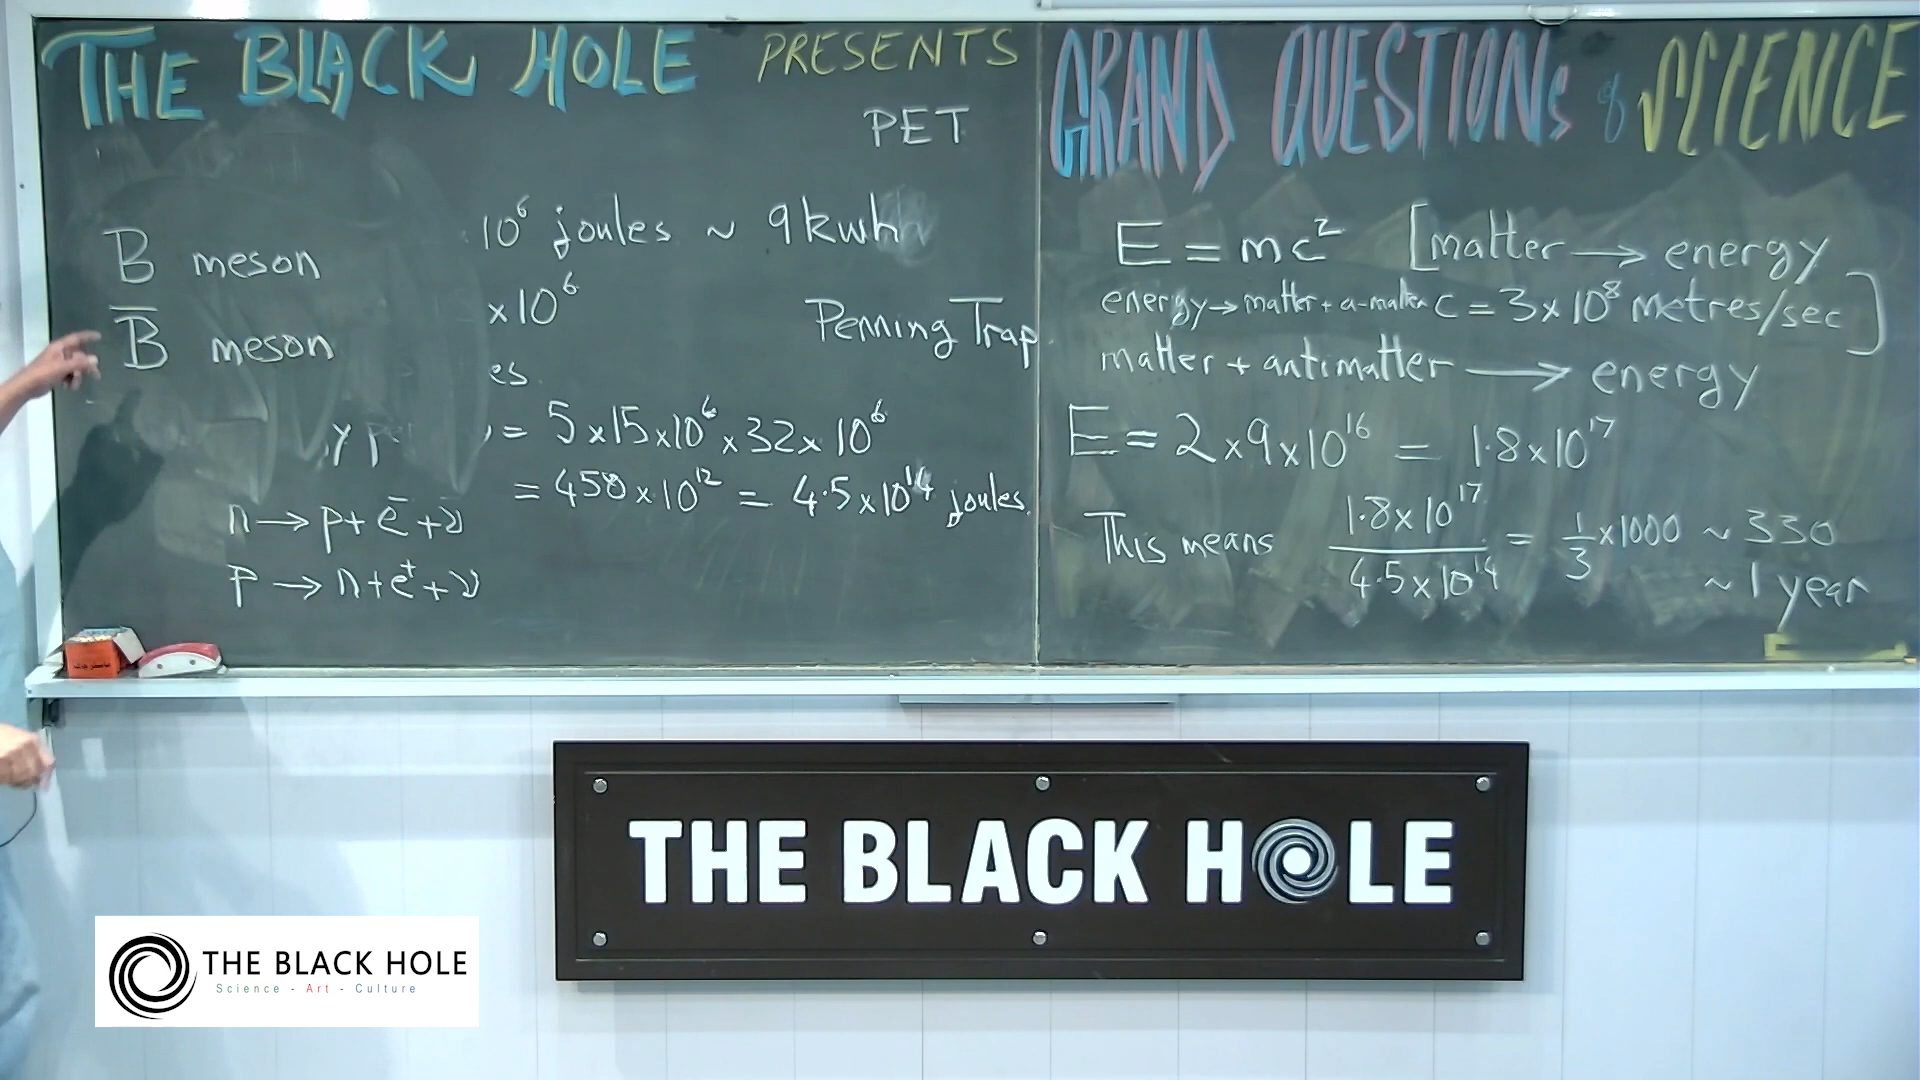 THE BLACK HOLE PRESENTS
PET
B meson
B̅ meson
10⁶ joules ~ 9kwh
×10⁶
es
Penning Trap
= 5×15×10⁶×32×10⁶
= 450×10¹² = 4.5×10¹⁴ joules.
n → p+e⁻+ν̅
p → n+e⁺+ν
GRAND QUESTIONs of SCIENCE
E = mc² [matter → energy
energy → matter + a-matter c = 3×10⁸ metres/sec]
matter + antimatter → energy
E = 2×9×10¹⁶ = 1.8×10¹⁷
This means 1.8×10¹⁷ / 4.5×10¹⁴ = 1/3 ×1000 ~ 330
~ 1 year
THE BLACK HOLE
THE BLACK HOLE
Science - Art - Culture